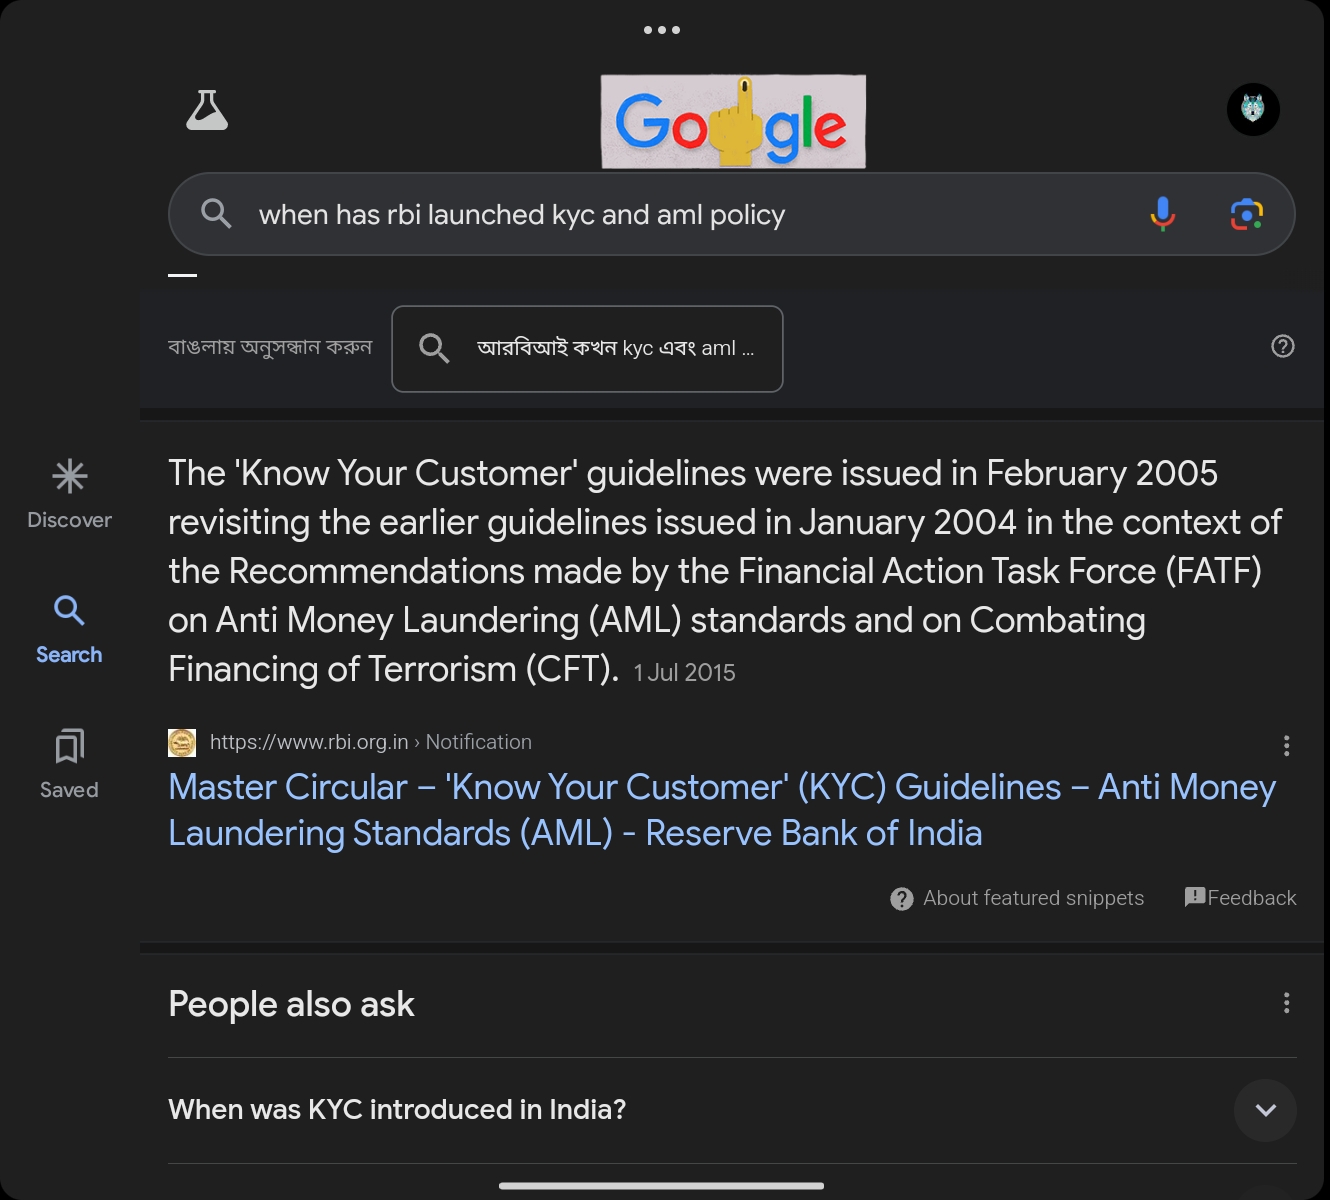 Google
when has rbi launched kyc and aml policy
বাঙলায় অনুসন্ধান করুন
আরবিআই কখন kyc এবং aml ...
Discover
Search
Saved
The 'Know Your Customer' guidelines were issued in February 2005
revisiting the earlier guidelines issued in January 2004 in the context of
the Recommendations made by the Financial Action Task Force (FATF)
on Anti Money Laundering (AML) standards and on Combating
Financing of Terrorism (CFT). 1 Jul 2015
https://www.rbi.org.in › Notification
Master Circular – 'Know Your Customer' (KYC) Guidelines – Anti Money
Laundering Standards (AML) - Reserve Bank of India
About featured snippets Feedback
People also ask
When was KYC introduced in India?